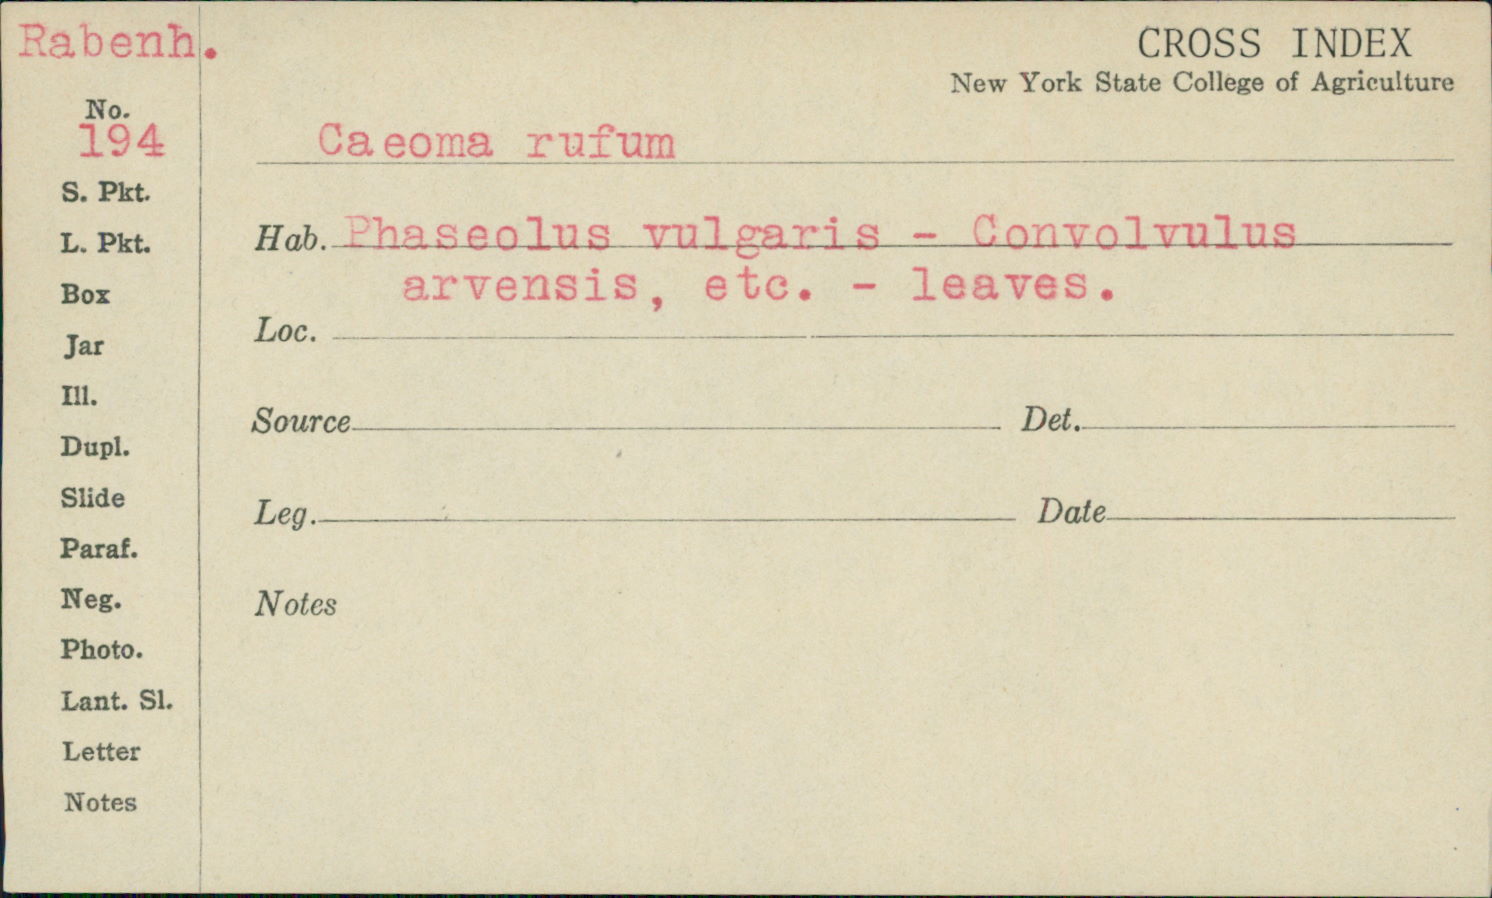 Rabenh.
CROSS INDEX
New York State College of Agriculture
No.
194
Caeoma rufum
S. Pkt.
L. Pkt.
Hab. Phaseolus vulgaris - Convolvulus
arvensis, etc. - leaves.
Box
Jar
Loc.
Ill.
Source Det.
Dupl.
Slide
Leg. Date
Paraf.
Neg.
Notes
Photo.
Lant. Sl.
Letter
Notes